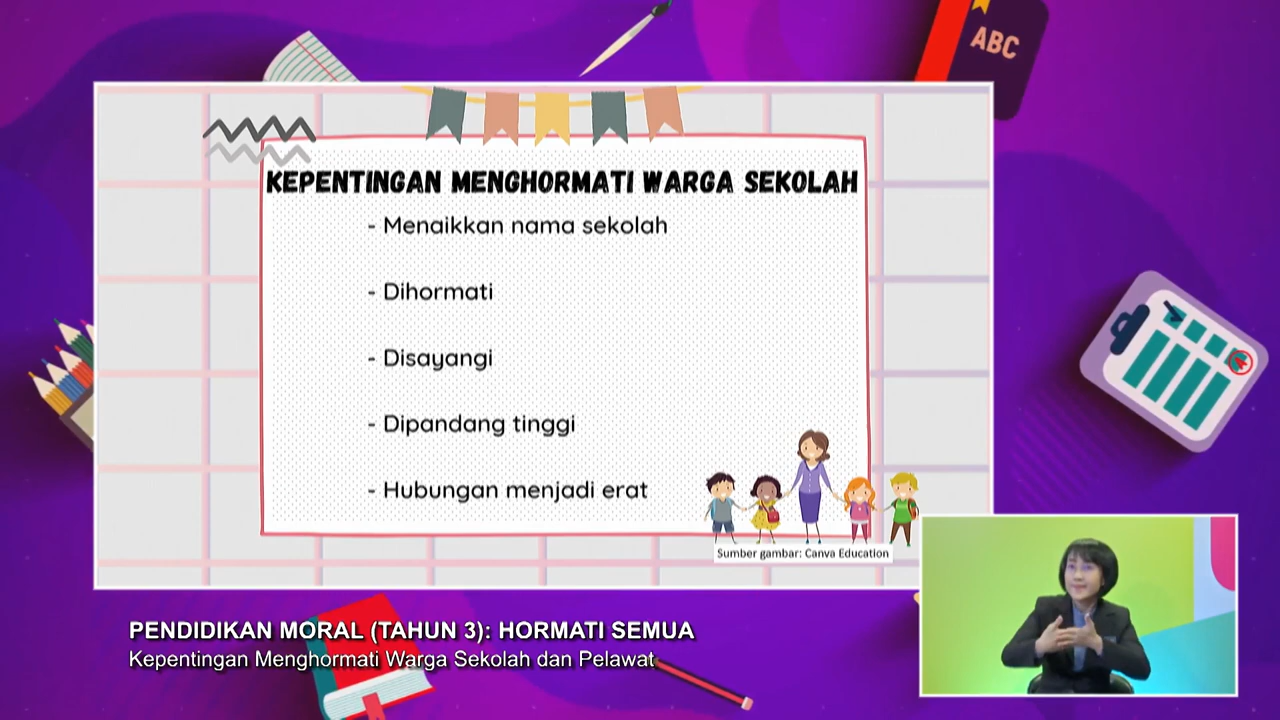 ABC
KEPENTINGAN MENGHORMATI WARGA SEKOLAH
- Menaikkan nama sekolah
- Dihormati
- Disayangi
- Dipandang tinggi
- Hubungan menjadi erat
Sumber gambar: Canva Education
PENDIDIKAN MORAL (TAHUN 3): HORMATI SEMUA
Kepentingan Menghormati Warga Sekolah dan Pelawat